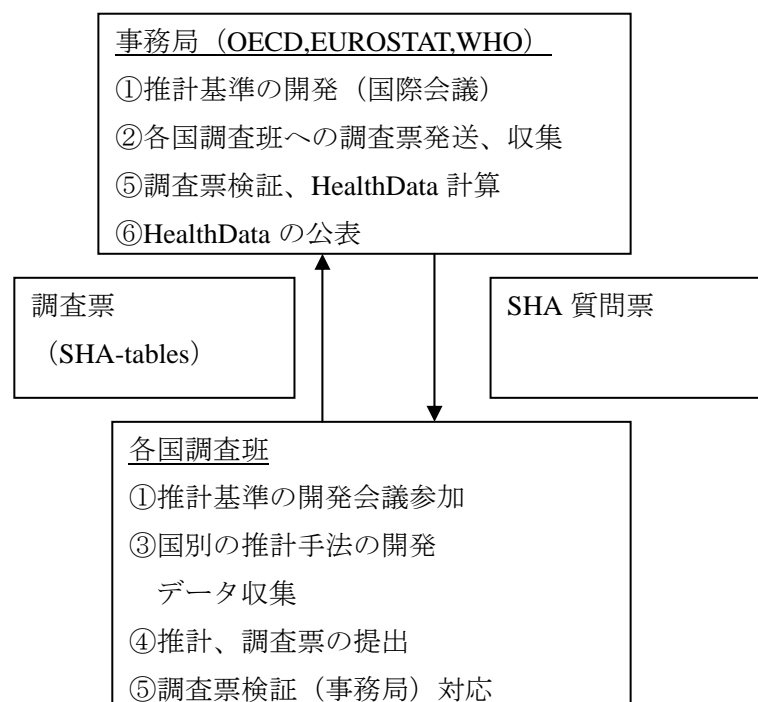 事務局（OECD,EUROSTAT,WHO）
①推計基準の開発（国際会議）
②各国調査班への調査票発送、収集
⑤調査票検証、HealthData 計算
⑥HealthData の公表
調査票
（SHA-tables）
SHA 質問票
各国調査班
①推計基準の開発会議参加
③国別の推計手法の開発
データ収集
④推計、調査票の提出
⑤調査票検証（事務局）対応